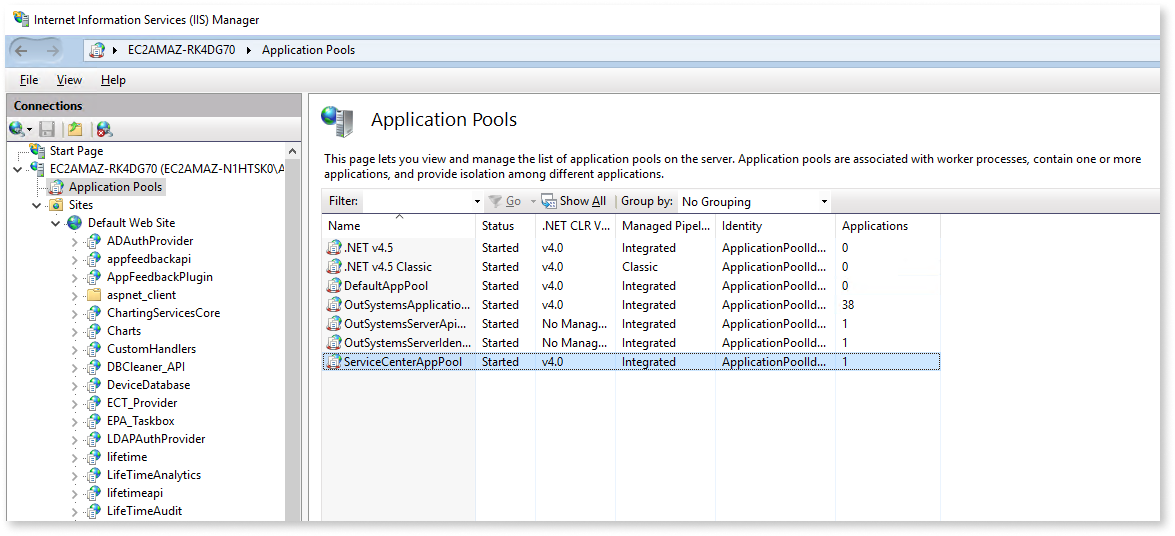 Internet Information Services (IIS) Manager
EC2AMAZ-RK4DG70 Application Pools
File View Help
Connections
Start Page
EC2AMAZ-RK4DG70 (EC2AMAZ-N1HTSK0\A
Application Pools
Sites
Default Web Site
ADAuthProvider
appfeedbackapi
AppFeedbackPlugin
aspnet_client
ChartingServicesCore
Charts
CustomHandlers
DBCleaner_API
DeviceDatabase
ECT_Provider
EPA_Taskbox
LDAPAuthProvider
lifetime
LifeTimeAnalytics
lifetimeapi
LifeTimeAudit
Application Pools
This page lets you view and manage the list of application pools on the server. Application pools are associated with worker processes, contain one or more
applications, and provide isolation among different applications.
Filter: Go Show All Group by: No Grouping
Name Status .NET CLR V... Managed Pipel... Identity Applications
.NET v4.5 Started v4.0 Integrated ApplicationPoolId... 0
.NET v4.5 Classic Started v4.0 Classic ApplicationPoolId... 0
DefaultAppPool Started v4.0 Integrated ApplicationPoolId... 0
OutSystemsApplicatio... Started v4.0 Integrated ApplicationPoolId... 38
OutSystemsServerApi... Started No Manag... Integrated ApplicationPoolId... 1
OutSystemsServerIden... Started No Manag... Integrated ApplicationPoolId... 1
ServiceCenterAppPool Started v4.0 Integrated ApplicationPoolId... 1